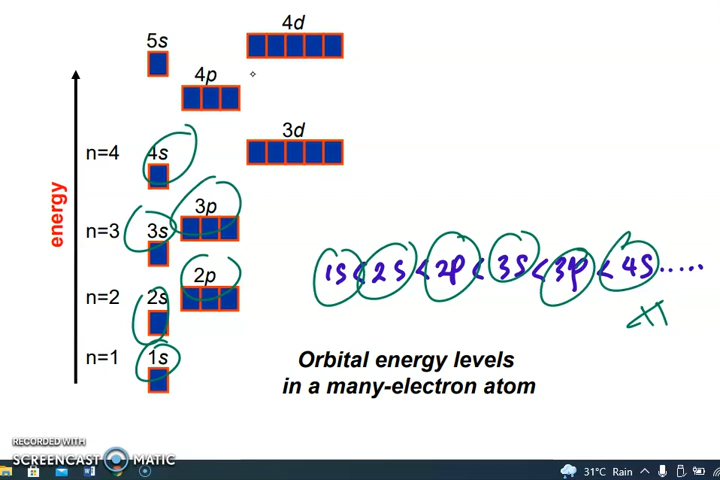 4d
5s
4p
n=4 4s 3d
3p
n=3 3s
1s < 2s < 2p < 3s < 3p < 4s .....
2p
n=2 2s
n=1 1s
energy
Orbital energy levels
in a many-electron atom
RECORDED WITH
SCREENCAST MATIC
31°C Rain